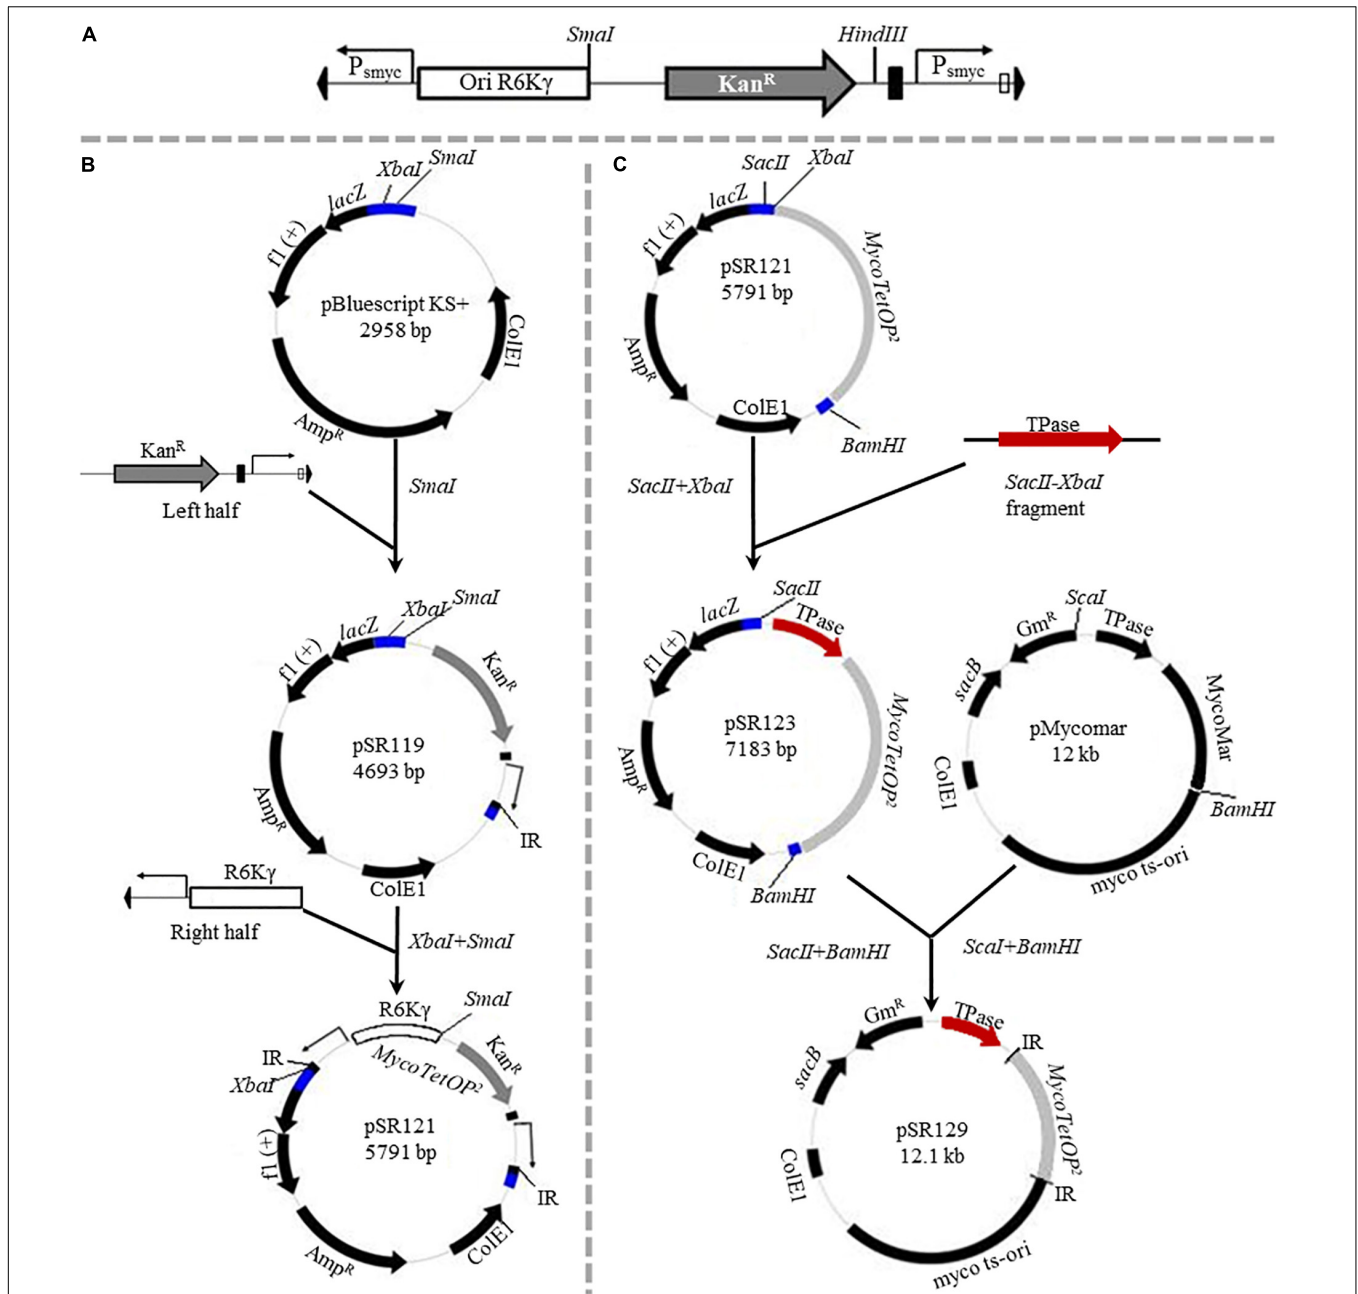 A
SmaI
HindIII
Psmyc
Ori R6Kγ
KanR
Psmyc
B
XbaI
SmaI
lacZ
f1 (+)
pBluescript KS+
2958 bp
ColE1
AmpR
KanR
Left half
SmaI
XbaI
SmaI
lacZ
f1 (+)
KanR
pSR119
4693 bp
AmpR
IR
ColE1
R6Kγ
Right half
XbaI+SmaI
R6Kγ
SmaI
IR
XbaI
MycoTetOP2
KanR
pSR121
5791 bp
f1 (+)
IR
AmpR
ColE1
C
SacII
XbaI
lacZ
f1 (+)
pSR121
5791 bp
MycoTetOP2
AmpR
ColE1
BamHI
TPase
SacII-XbaI
fragment
SacII+XbaI
SacII
lacZ
TPase
f1 (+)
pSR123
7183 bp
MycoTetOP2
AmpR
ColE1
BamHI
ScaI
GmR
TPase
sacB
MycoMar
pMycomar
12 kb
ColE1
BamHI
myco ts-ori
SacII+BamHI
ScaI+BamHI
GmR
TPase
IR
sacB
MycoTetOP2
pSR129
12.1 kb
ColE1
IR
myco ts-ori